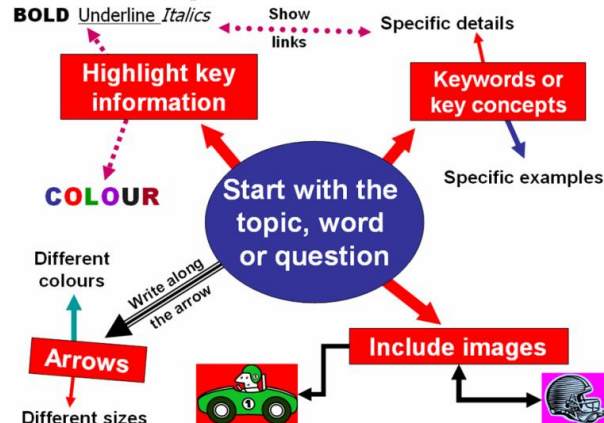 BOLD Underline Italics
Show
links
Specific details
Highlight key
information
Keywords or
key concepts
COLOUR
Specific examples
Start with the
topic, word
or question
Different
colours
Write along
the arrow
Arrows
Different sizes
Include images
1